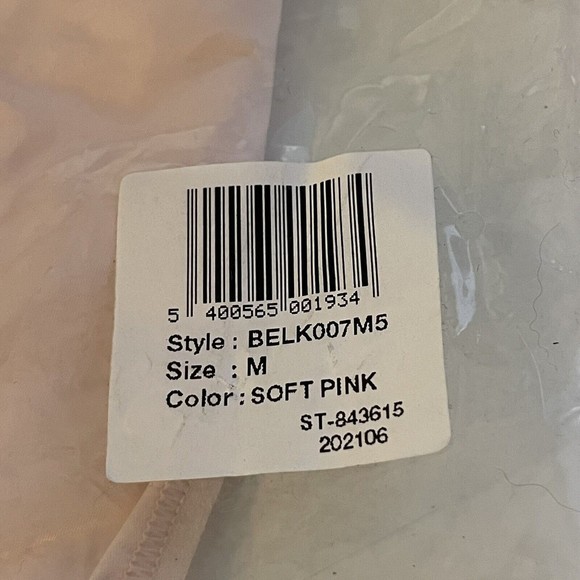 5 400565 001934
Style : BELK007M5
Size : M
Color : SOFT PINK
ST-843615
202106